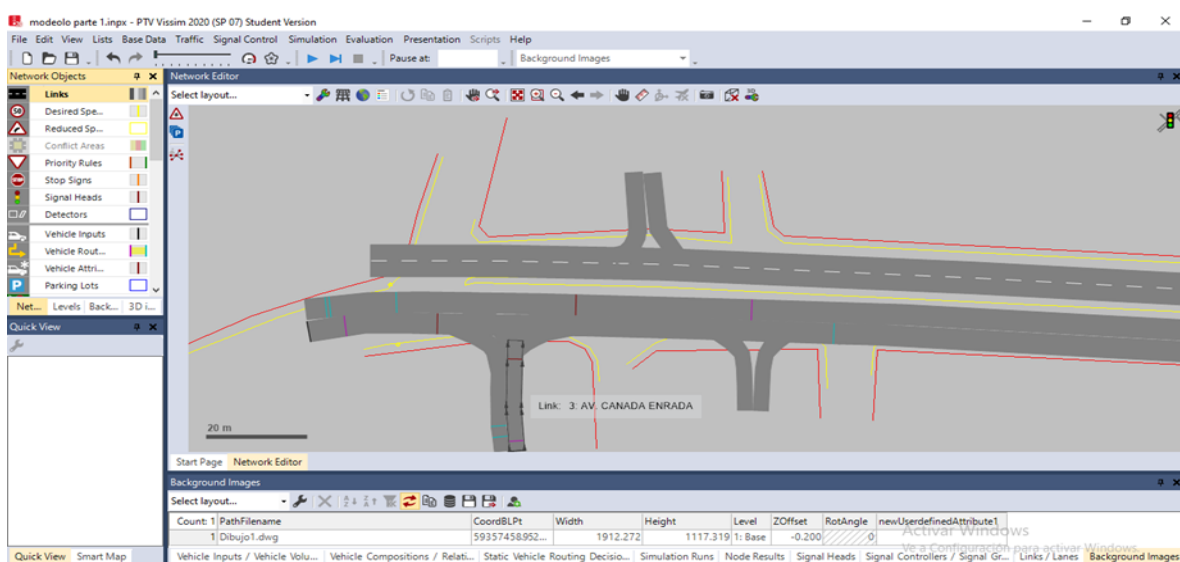 modeolo parte 1.inpx - PTV Vissim 2020 (SP 07) Student Version
File Edit View Lists Base Data Traffic Signal Control Simulation Evaluation Presentation Scripts Help
Pause at: Background Images
Network Objects
Network Editor
Links
Select layout...
Desired Spe...
Reduced Sp...
Conflict Areas
Priority Rules
Stop Signs
Signal Heads
Detectors
Vehicle Inputs
Vehicle Rout...
Vehicle Attri...
Parking Lots
Net... Levels Back... 3D i...
Quick View
Link: 3: AV. CANADA ENRADA
20 m
Start Page Network Editor
Background Images
Select layout...
Count: 1 PathFilename CoordBLPt Width Height Level ZOffset RotAngle newUserdefinedAttribute1
1 Dibujo1.dwg 59357458.952... 1912.272 1117.319 1: Base -0.200 0
Activar Windows
Ve a Configuración para activar Windows.
Quick View Smart Map
Vehicle Inputs / Vehicle Volu... Vehicle Compositions / Relati... Static Vehicle Routing Decisio... Simulation Runs Node Results Signal Heads Signal Controllers / Signal Gr... Links / Lanes Background Images